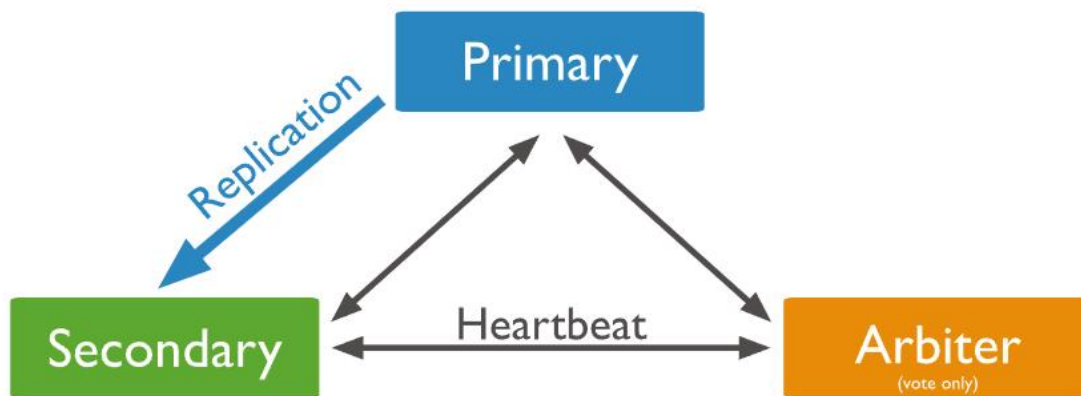 Primary
Replication
Heartbeat
Secondary
Arbiter
(vote only)